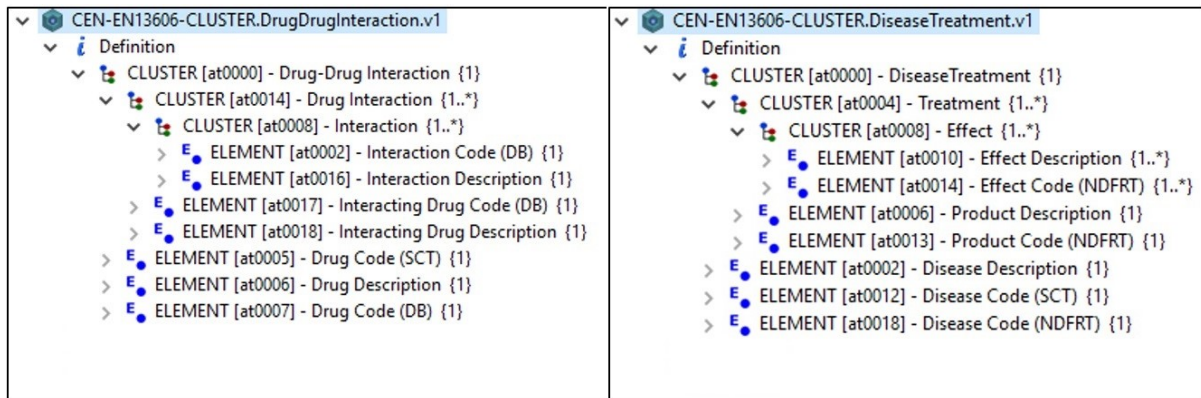 CEN-EN13606-CLUSTER.DrugDrugInteraction.v1
Definition
CLUSTER [at0000] - Drug-Drug Interaction {1}
CLUSTER [at0014] - Drug Interaction {1..*}
CLUSTER [at0008] - Interaction {1..*}
ELEMENT [at0002] - Interaction Code (DB) {1}
ELEMENT [at0016] - Interaction Description {1}
ELEMENT [at0017] - Interacting Drug Code (DB) {1}
ELEMENT [at0018] - Interacting Drug Description {1}
ELEMENT [at0005] - Drug Code (SCT) {1}
ELEMENT [at0006] - Drug Description {1}
ELEMENT [at0007] - Drug Code (DB) {1}
CEN-EN13606-CLUSTER.DiseaseTreatment.v1
Definition
CLUSTER [at0000] - DiseaseTreatment {1}
CLUSTER [at0004] - Treatment {1..*}
CLUSTER [at0008] - Effect {1..*}
ELEMENT [at0010] - Effect Description {1..*}
ELEMENT [at0014] - Effect Code (NDFRT) {1..*}
ELEMENT [at0006] - Product Description {1}
ELEMENT [at0013] - Product Code (NDFRT) {1}
ELEMENT [at0002] - Disease Description {1}
ELEMENT [at0012] - Disease Code (SCT) {1}
ELEMENT [at0018] - Disease Code (NDFRT) {1}